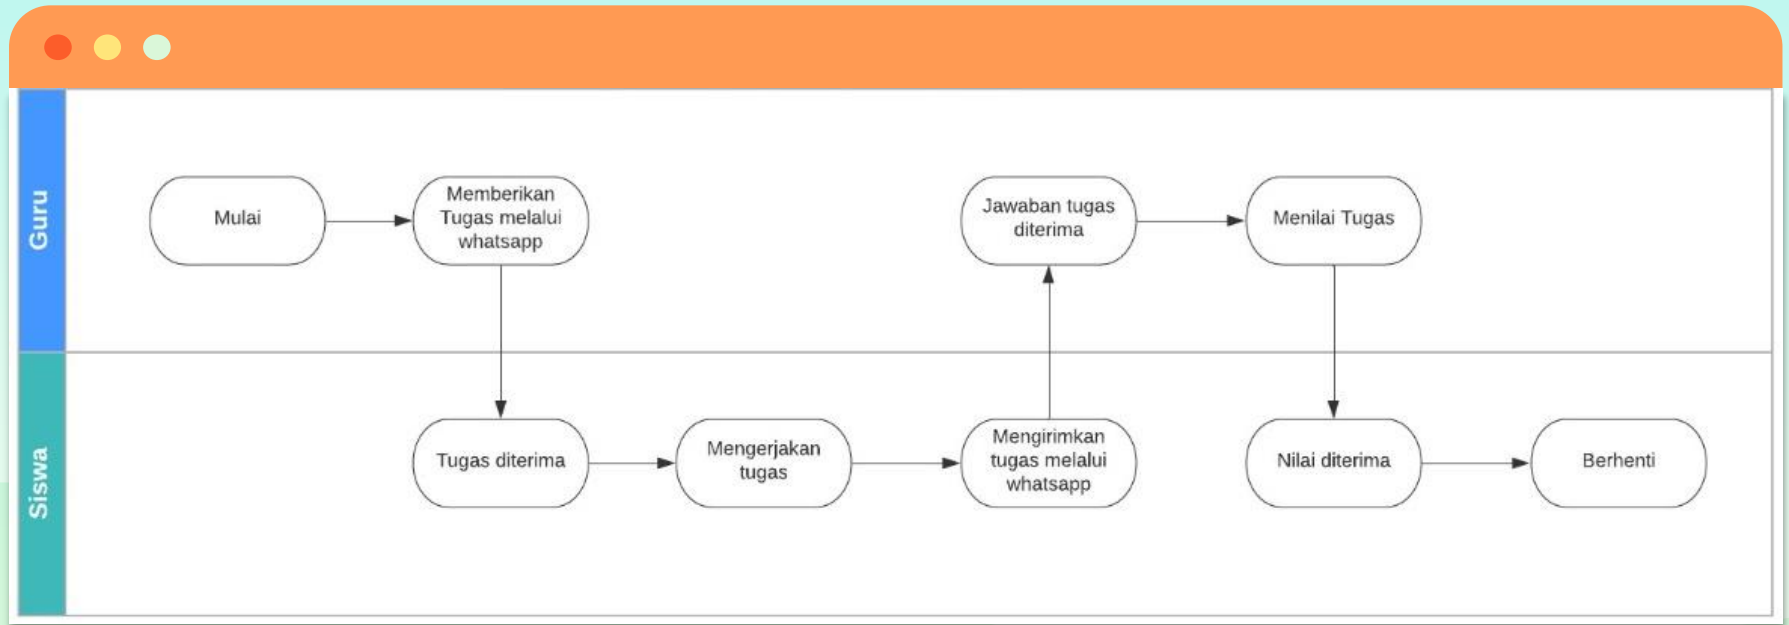 Guru
Mulai
Memberikan
Tugas melalui
whatsapp
Jawaban tugas
diterima
Menilai Tugas
Siswa
Tugas diterima
Mengerjakan
tugas
Mengirimkan
tugas melalui
whatsapp
Nilai diterima
Berhenti